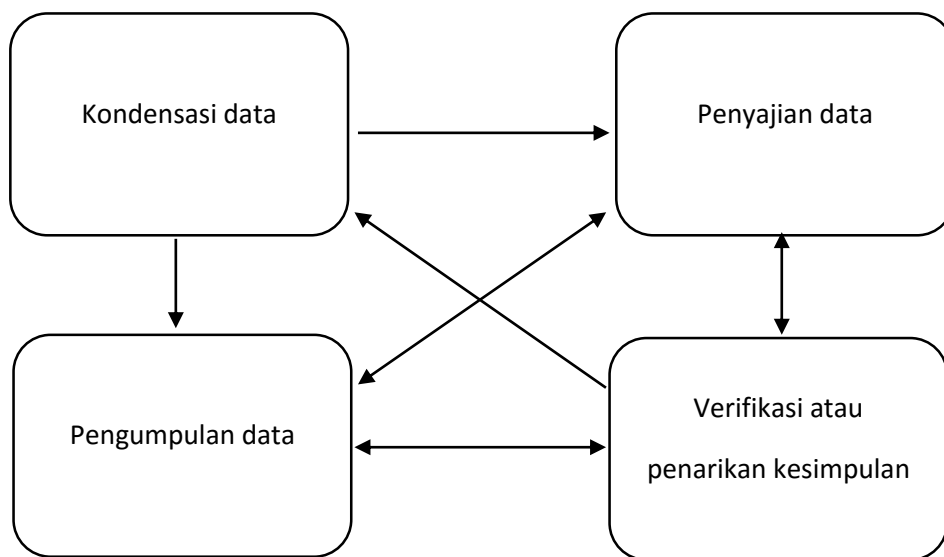 Kondensasi data
Penyajian data
Pengumpulan data
Verifikasi atau
penarikan kesimpulan